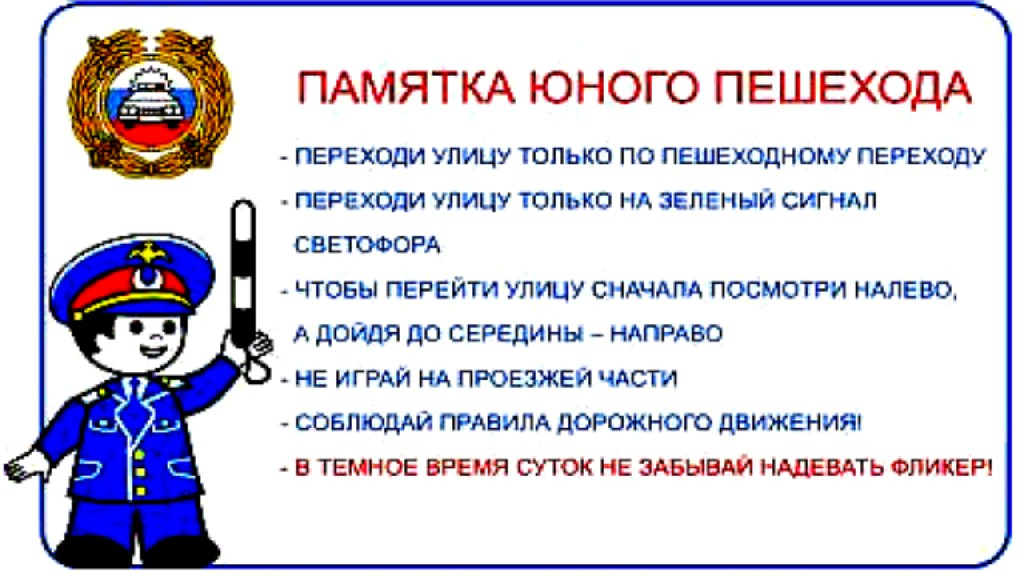 ПАМЯТКА ЮНОГО ПЕШЕХОДА
- ПЕРЕХОДИ УЛИЦУ ТОЛЬКО ПО ПЕШЕХОДНОМУ ПЕРЕХОДУ
- ПЕРЕХОДИ УЛИЦУ ТОЛЬКО НА ЗЕЛЕНЫЙ СИГНАЛ
СВЕТОФОРА
- ЧТОБЫ ПЕРЕЙТИ УЛИЦУ СНАЧАЛА ПОСМОТРИ НАЛЕВО,
А ДОЙДЯ ДО СЕРЕДИНЫ – НАПРАВО
- НЕ ИГРАЙ НА ПРОЕЗЖЕЙ ЧАСТИ
- СОБЛЮДАЙ ПРАВИЛА ДОРОЖНОГО ДВИЖЕНИЯ!
- В ТЕМНОЕ ВРЕМЯ СУТОК НЕ ЗАБЫВАЙ НАДЕВАТЬ ФЛИКЕР!